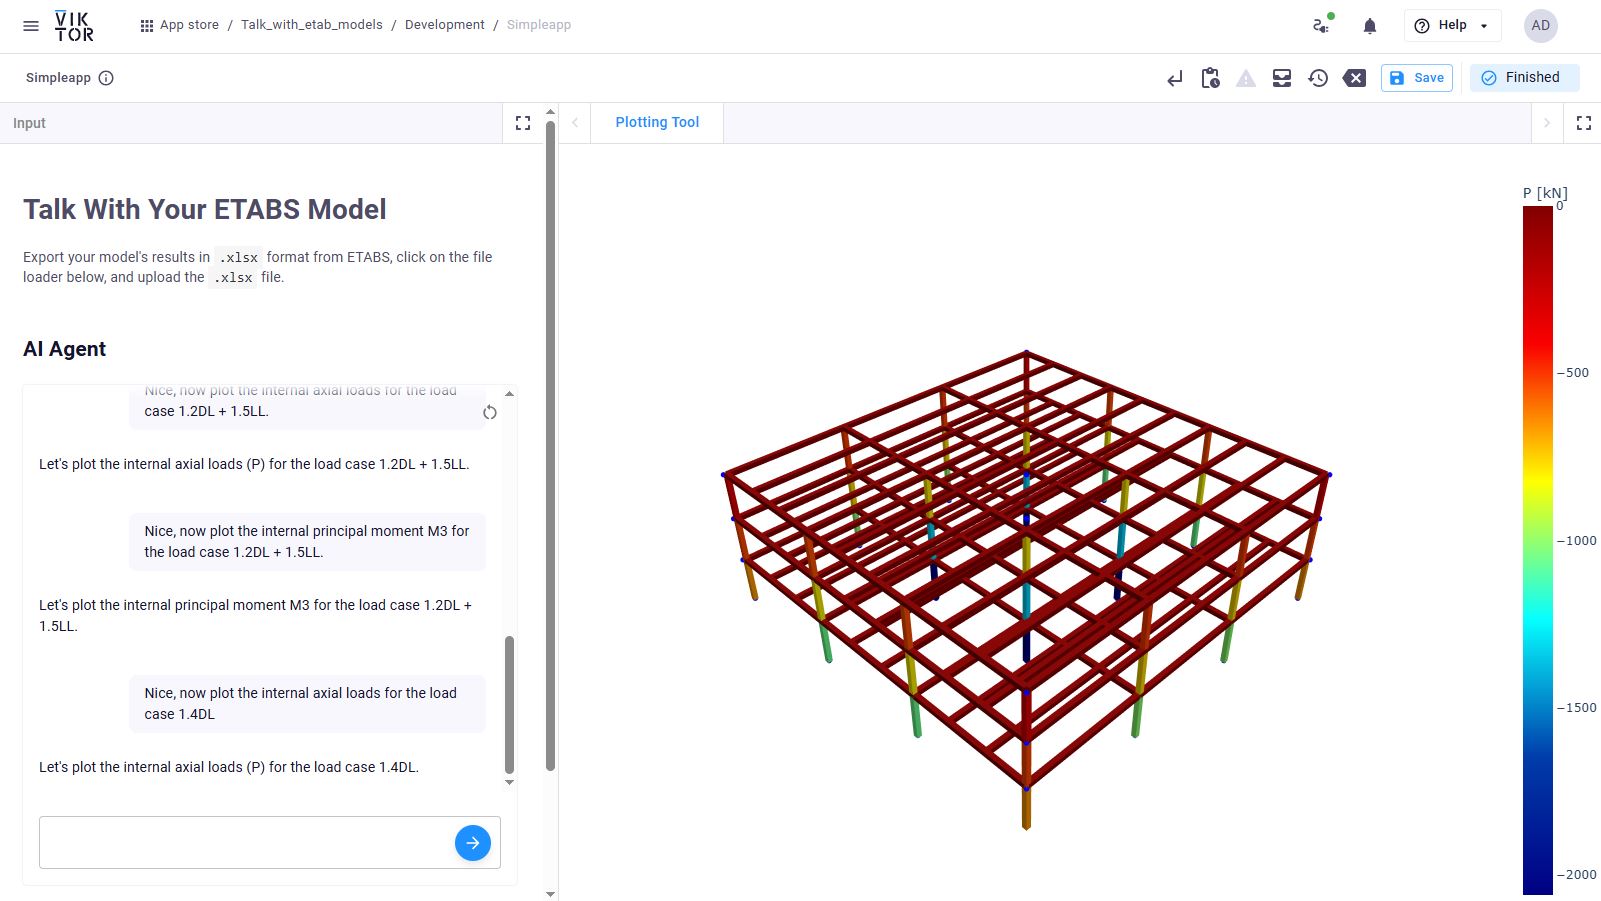 VIKTOR
App store / Talk_with_etab_models / Development / Simpleapp
Help
AD
Simpleapp
Save
Finished
Input
Plotting Tool
Talk With Your ETABS Model
Export your model's results in .xlsx format from ETABS, click on the file
loader below, and upload the .xlsx file.
AI Agent
Nice, now plot the internal axial loads for the load
case 1.2DL + 1.5LL.
Let's plot the internal axial loads (P) for the load case 1.2DL + 1.5LL.
Nice, now plot the internal principal moment M3 for
the load case 1.2DL + 1.5LL.
Let's plot the internal principal moment M3 for the load case 1.2DL +
1.5LL.
Nice, now plot the internal axial loads for the load
case 1.4DL
Let's plot the internal axial loads (P) for the load case 1.4DL.
P [kN]
0
−500
−1000
−1500
−2000